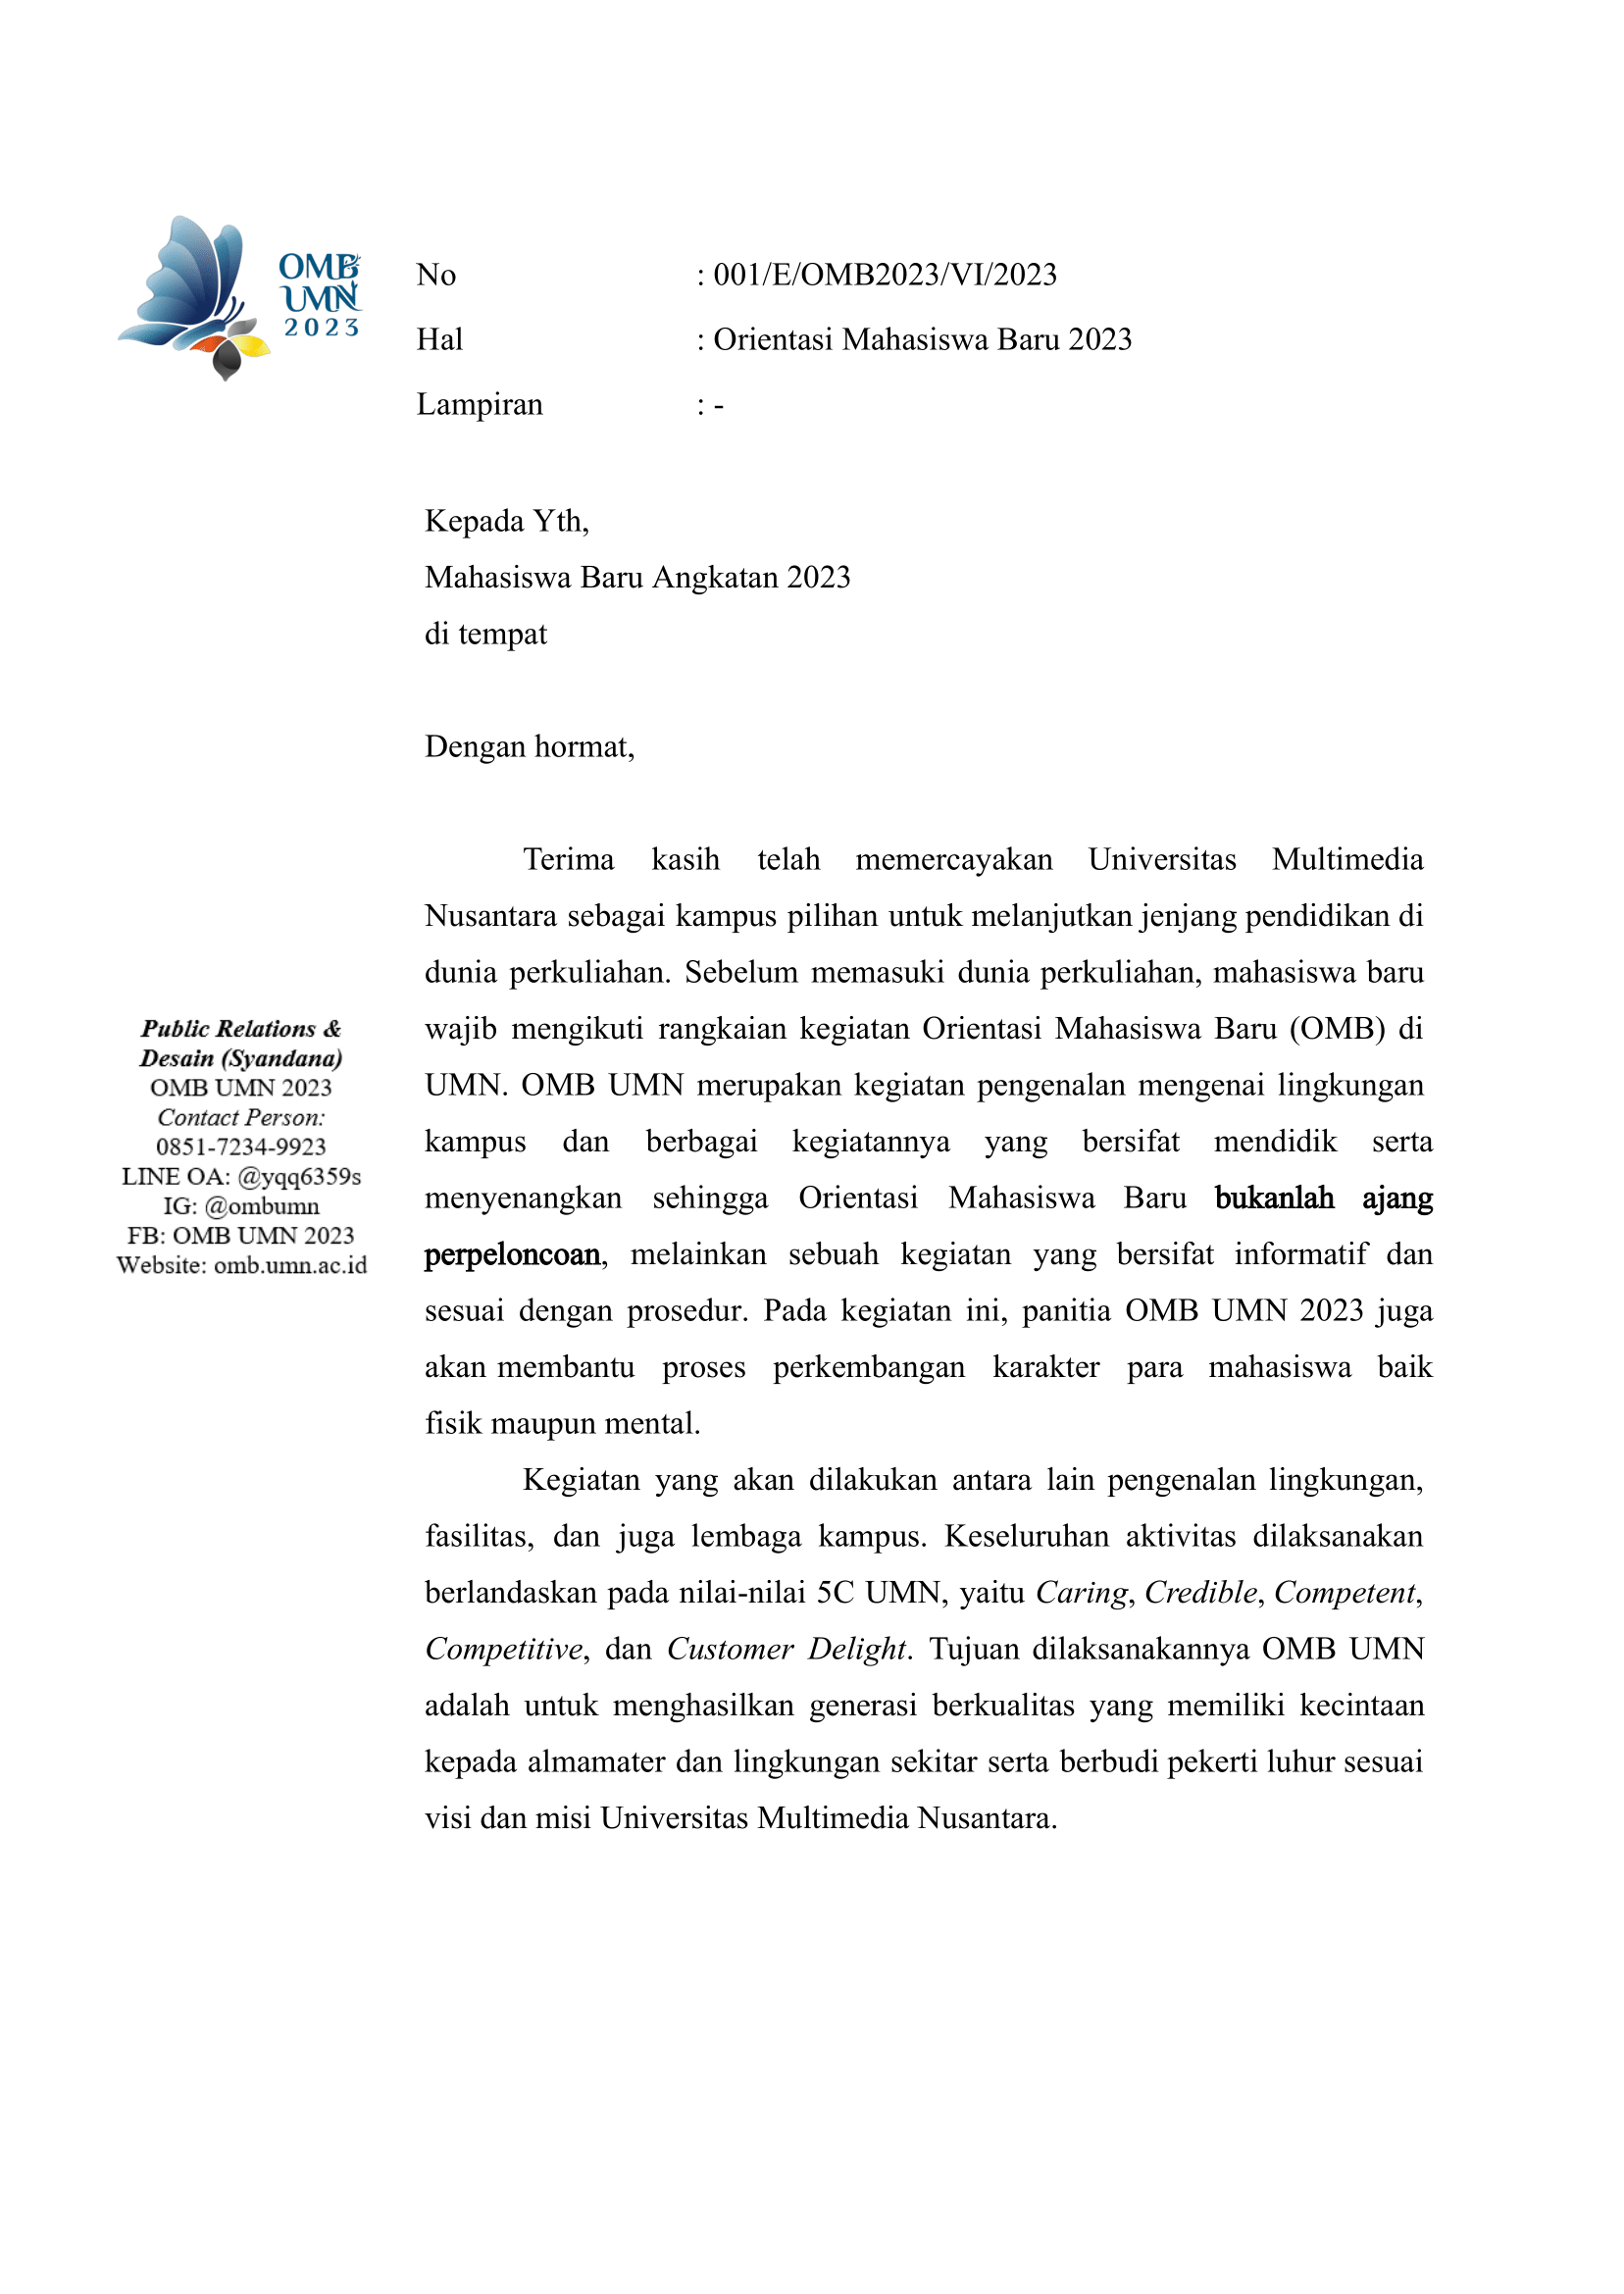 OMB
UMN
2023
No : 001/E/OMB2023/VI/2023
Hal : Orientasi Mahasiswa Baru 2023
Lampiran : -
Kepada Yth,
Mahasiswa Baru Angkatan 2023
di tempat
Dengan hormat,
Terima kasih telah memercayakan Universitas Multimedia
Nusantara sebagai kampus pilihan untuk melanjutkan jenjang pendidikan di
dunia perkuliahan. Sebelum memasuki dunia perkuliahan, mahasiswa baru
wajib mengikuti rangkaian kegiatan Orientasi Mahasiswa Baru (OMB) di
UMN. OMB UMN merupakan kegiatan pengenalan mengenai lingkungan
kampus dan berbagai kegiatannya yang bersifat mendidik serta
menyenangkan sehingga Orientasi Mahasiswa Baru bukanlah ajang
perpeloncoan, melainkan sebuah kegiatan yang bersifat informatif dan
sesuai dengan prosedur. Pada kegiatan ini, panitia OMB UMN 2023 juga
akan membantu proses perkembangan karakter para mahasiswa baik
fisik maupun mental.
Kegiatan yang akan dilakukan antara lain pengenalan lingkungan,
fasilitas, dan juga lembaga kampus. Keseluruhan aktivitas dilaksanakan
berlandaskan pada nilai-nilai 5C UMN, yaitu Caring, Credible, Competent,
Competitive, dan Customer Delight. Tujuan dilaksanakannya OMB UMN
adalah untuk menghasilkan generasi berkualitas yang memiliki kecintaan
kepada almamater dan lingkungan sekitar serta berbudi pekerti luhur sesuai
visi dan misi Universitas Multimedia Nusantara.
Public Relations &
Desain (Syandana)
OMB UMN 2023
Contact Person:
0851-7234-9923
LINE OA: @yqq6359s
IG: @ombumn
FB: OMB UMN 2023
Website: omb.umn.ac.id